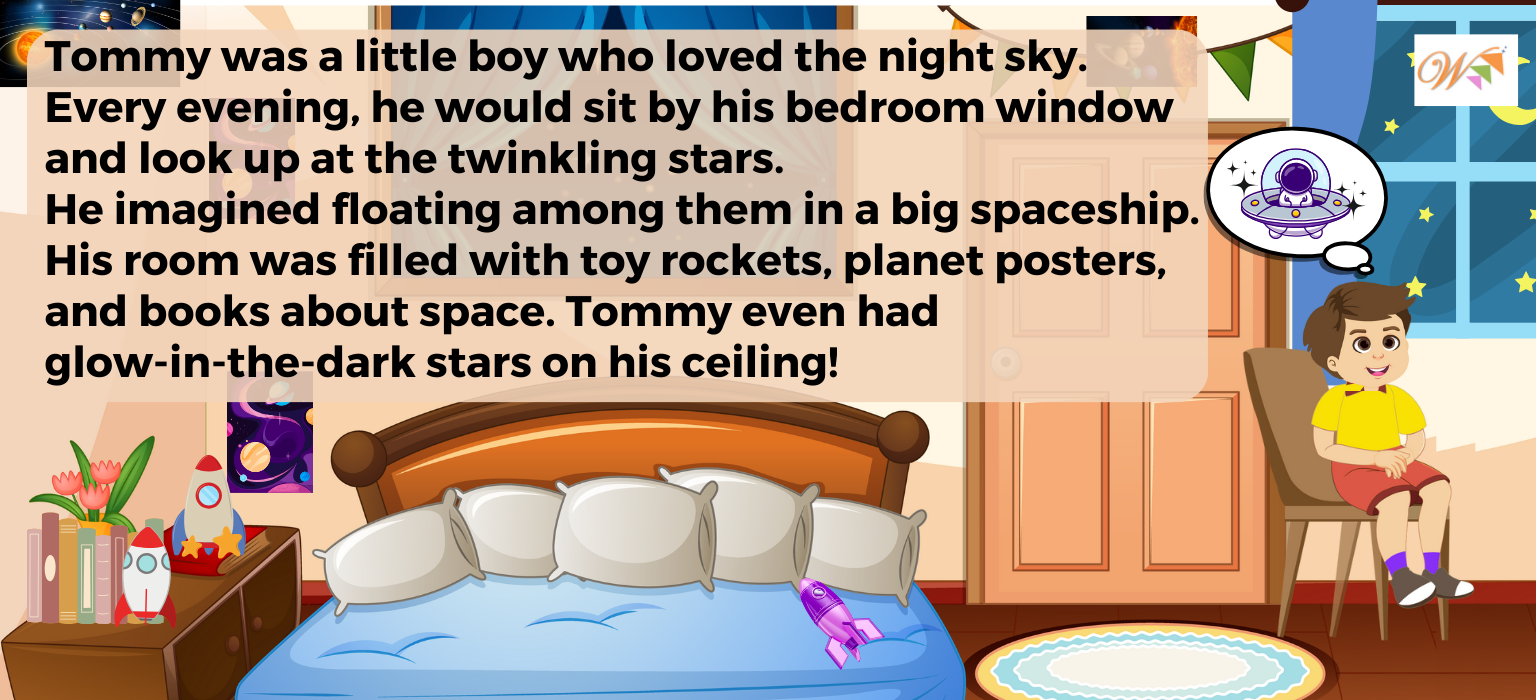 Tommy was a little boy who loved the night sky.
Every evening, he would sit by his bedroom window
and look up at the twinkling stars.
He imagined floating among them in a big spaceship.
His room was filled with toy rockets, planet posters,
and books about space. Tommy even had
glow-in-the-dark stars on his ceiling!
W